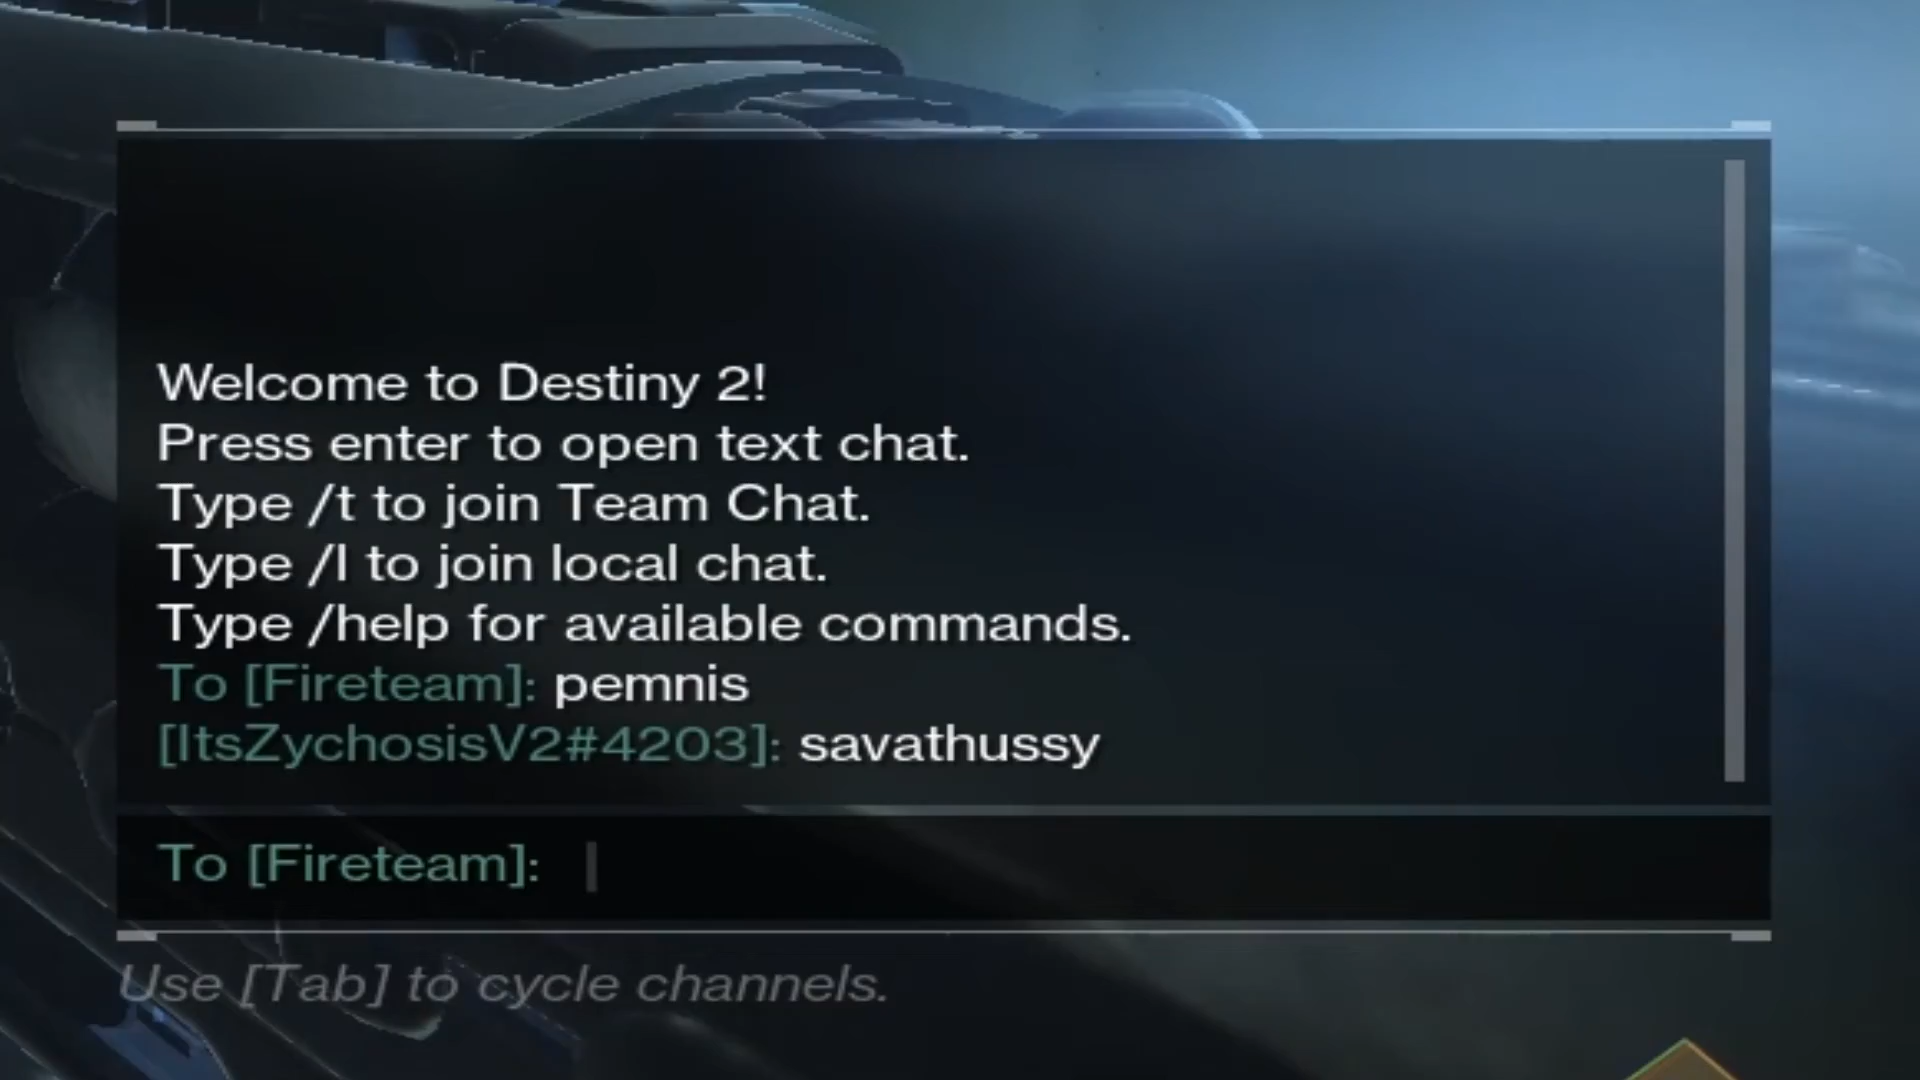 Welcome to Destiny 2!
Press enter to open text chat.
Type /t to join Team Chat.
Type /l to join local chat.
Type /help for available commands.
To [Fireteam]: pemnis
[ItsZychosisV2#4203]: savathussy
To [Fireteam]:
Use [Tab] to cycle channels.